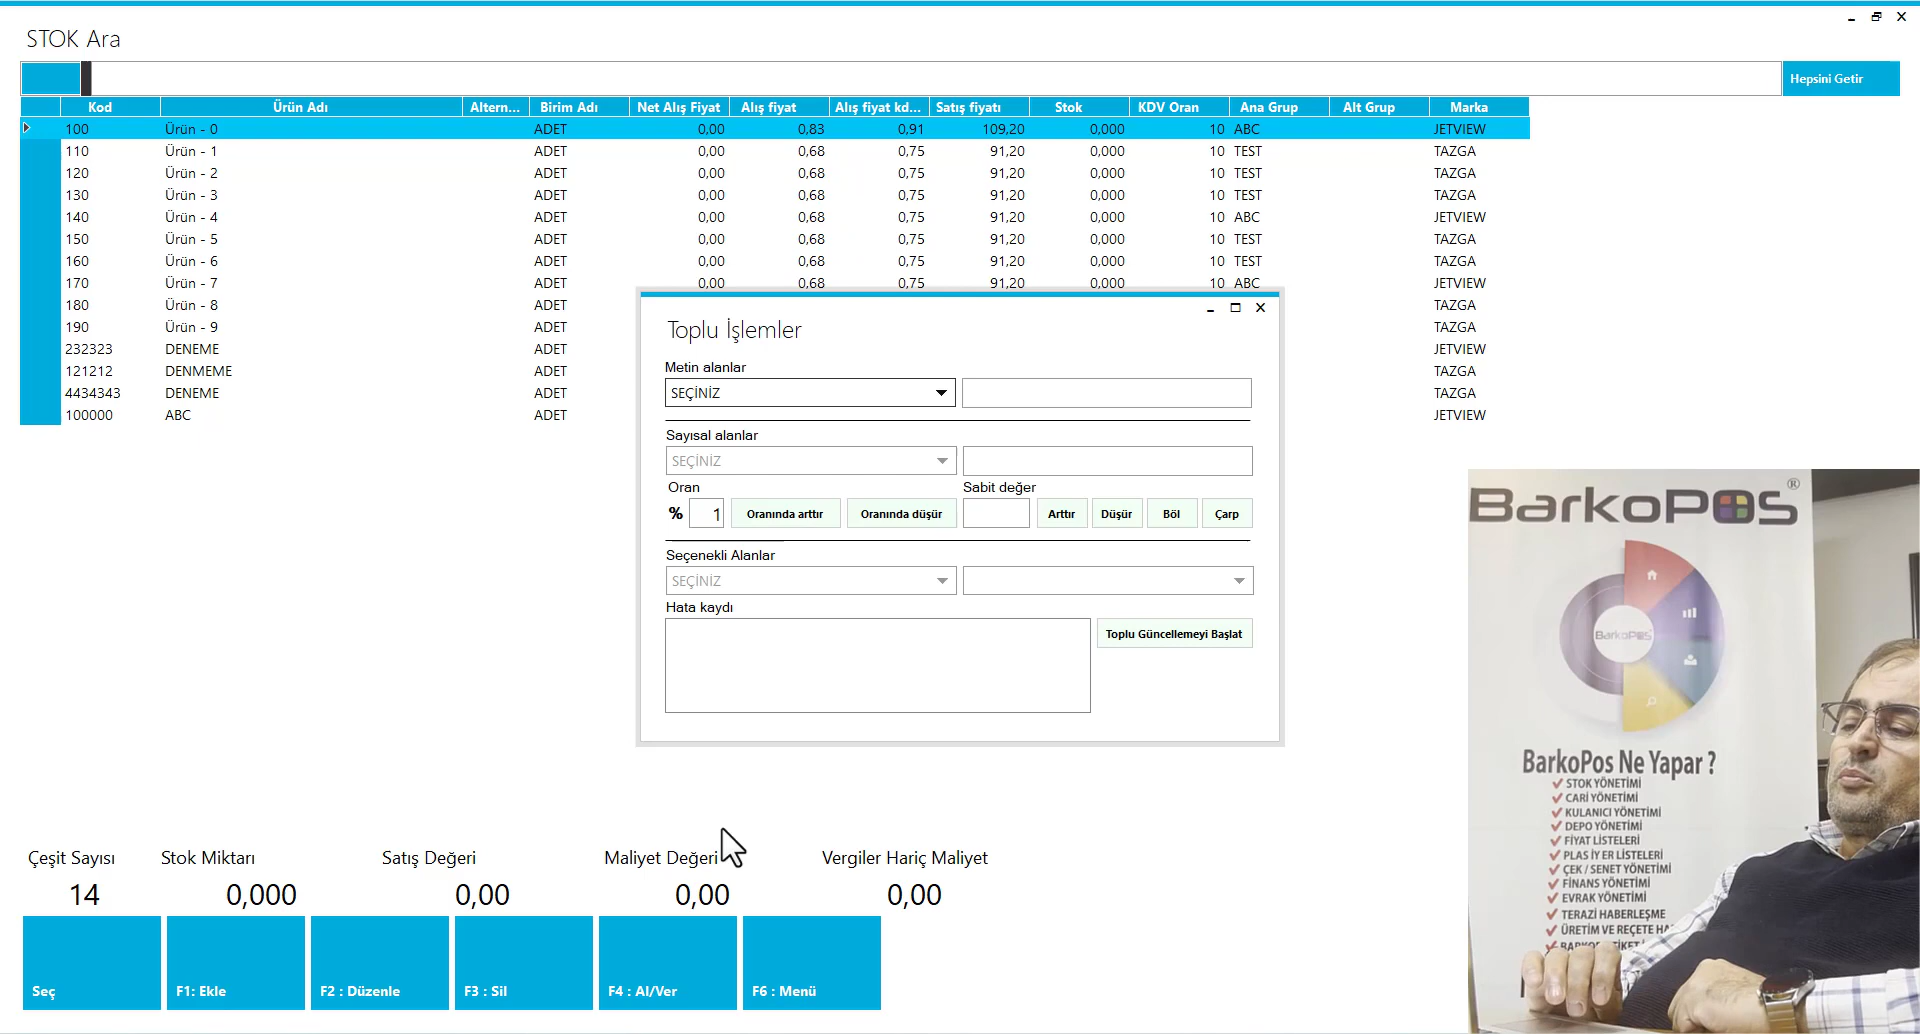 STOK Ara
Hepsini Getir
Kod Ürün Adı Altern... Birim Adı Net Alış Fiyat Alış fiyat Alış fiyat kd... Satış fiyatı Stok KDV Oran Ana Grup Alt Grup Marka
100 Ürün - 0 ADET 0,00 0,83 0,91 109,20 0,000 10 ABC JETVIEW
110 Ürün - 1 ADET 0,00 0,68 0,75 91,20 0,000 10 TEST TAZGA
120 Ürün - 2 ADET 0,00 0,68 0,75 91,20 0,000 10 TEST TAZGA
130 Ürün - 3 ADET 0,00 0,68 0,75 91,20 0,000 10 TEST TAZGA
140 Ürün - 4 ADET 0,00 0,68 0,75 91,20 0,000 10 ABC JETVIEW
150 Ürün - 5 ADET 0,00 0,68 0,75 91,20 0,000 10 TEST TAZGA
160 Ürün - 6 ADET 0,00 0,68 0,75 91,20 0,000 10 TEST TAZGA
170 Ürün - 7 ADET 0,00 0,68 0,75 91,20 0,000 10 ABC JETVIEW
180 Ürün - 8 ADET TAZGA
190 Ürün - 9 ADET TAZGA
232323 DENEME ADET JETVIEW
121212 DENMEME ADET TAZGA
4434343 DENEME ADET TAZGA
100000 ABC ADET JETVIEW
Toplu İşlemler
Metin alanlar
SEÇİNİZ
Sayısal alanlar
SEÇİNİZ
Oran Sabit değer
% 1 Oranında arttır Oranında düşür Arttır Düşür Böl Çarp
Seçenekli Alanlar
SEÇİNİZ
Hata kaydı
Toplu Güncellemeyi Başlat
BarkoPOS®
BarkoPOS
BarkoPos Ne Yapar ?
STOK YÖNETİMİ
CARİ YÖNETİMİ
KULANICI YÖNETİMİ
DEPO YÖNETİMİ
FİYAT LİSTELERİ
PLASİYER LİSTELERİ
ÇEK / SENET YÖNETİMİ
FİNANS YÖNETİMİ
EVRAK YÖNETİMİ
TERAZİ HABERLEŞME
ÜRETİM VE REÇETE
Çeşit Sayısı Stok Miktarı Satış Değeri Maliyet Değeri Vergiler Hariç Maliyet
14 0,000 0,00 0,00 0,00
Seç F1: Ekle F2 : Düzenle F3 : Sil F4 : Al/Ver F6 : Menü